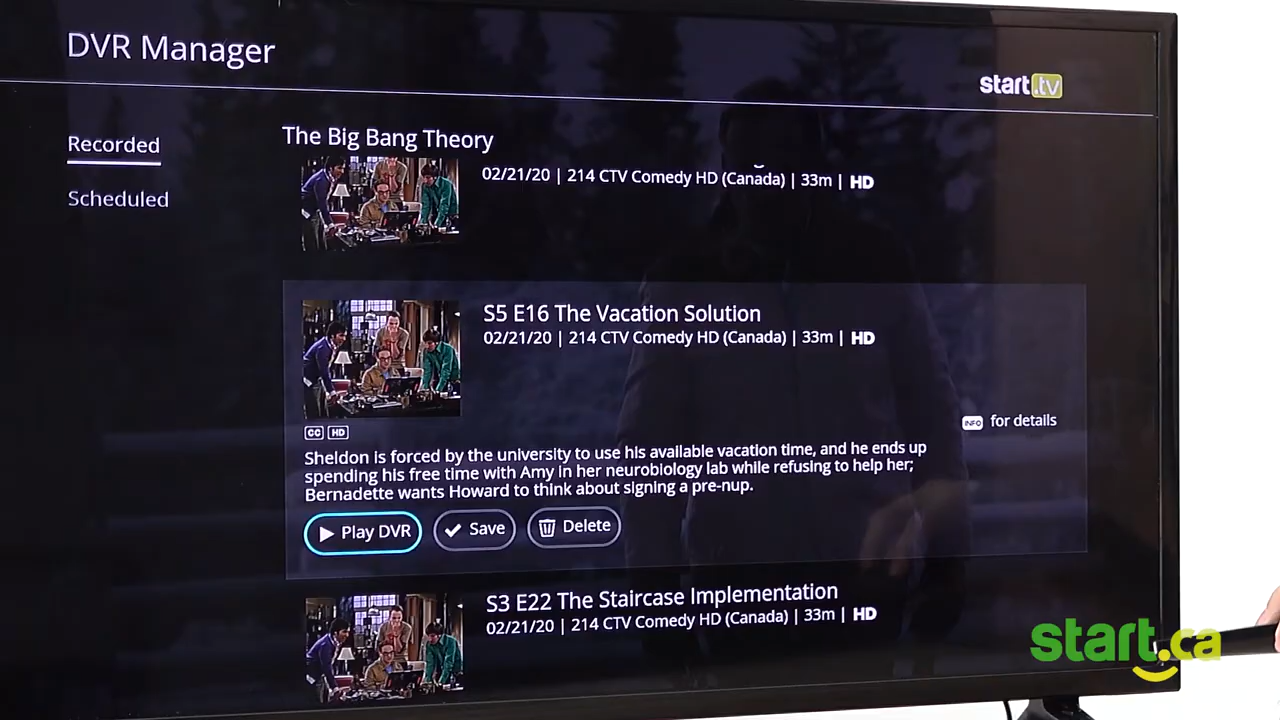 DVR Manager
start.tv
Recorded
Scheduled
The Big Bang Theory
02/21/20 | 214 CTV Comedy HD (Canada) | 33m | HD
S5 E16 The Vacation Solution
02/21/20 | 214 CTV Comedy HD (Canada) | 33m | HD
INFO for details
CC HD
Sheldon is forced by the university to use his available vacation time, and he ends up
spending his free time with Amy in her neurobiology lab while refusing to help her;
Bernadette wants Howard to think about signing a pre-nup.
Play DVR
Save
Delete
S3 E22 The Staircase Implementation
02/21/20 | 214 CTV Comedy HD (Canada) | 33m | HD
start.ca